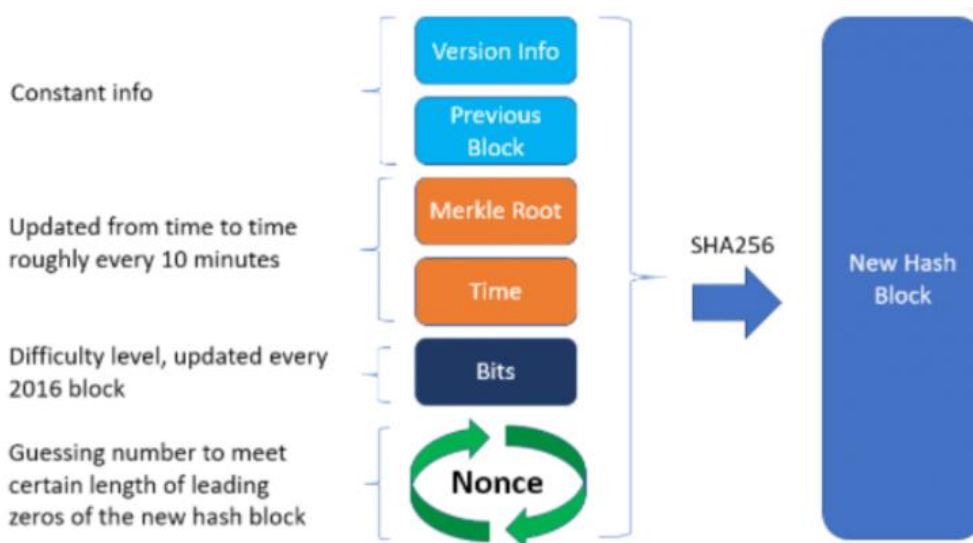 Constant info
Version Info
Previous
Block
Updated from time to time
roughly every 10 minutes
Merkle Root
Time
Difficulty level, updated every
2016 block
Bits
Guessing number to meet
certain length of leading
zeros of the new hash block
Nonce
SHA256
New Hash
Block